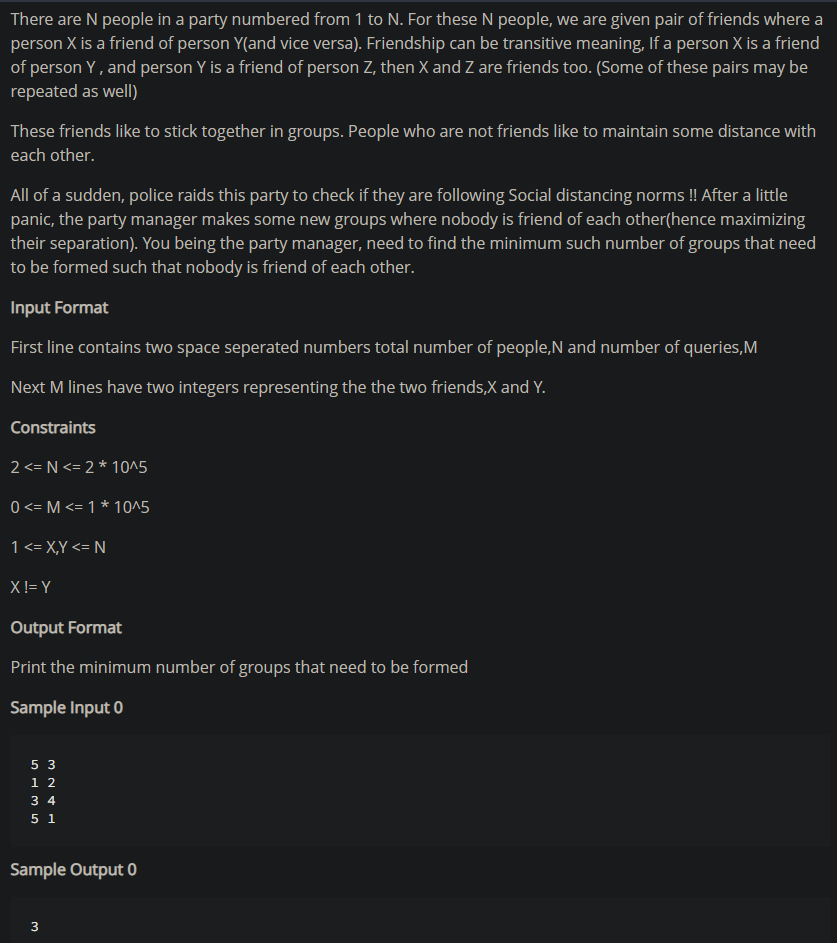 There are N people in a party numbered from 1 to N. For these N people, we are given pair of friends where a
person X is a friend of person Y(and vice versa). Friendship can be transitive meaning, If a person X is a friend
of person Y , and person Y is a friend of person Z, then X and Z are friends too. (Some of these pairs may be
repeated as well)
These friends like to stick together in groups. People who are not friends like to maintain some distance with
each other.
All of a sudden, police raids this party to check if they are following Social distancing norms !! After a little
panic, the party manager makes some new groups where nobody is friend of each other(hence maximizing
their separation). You being the party manager, need to find the minimum such number of groups that need
to be formed such that nobody is friend of each other.
Input Format
First line contains two space seperated numbers total number of people,N and number of queries,M
Next M lines have two integers representing the the two friends,X and Y.
Constraints
2 <= N <= 2 * 10^5
0 <= M <= 1 * 10^5
1 <= X,Y <= N
X != Y
Output Format
Print the minimum number of groups that need to be formed
Sample Input 0
5 3
1 2
3 4
5 1
Sample Output 0
3